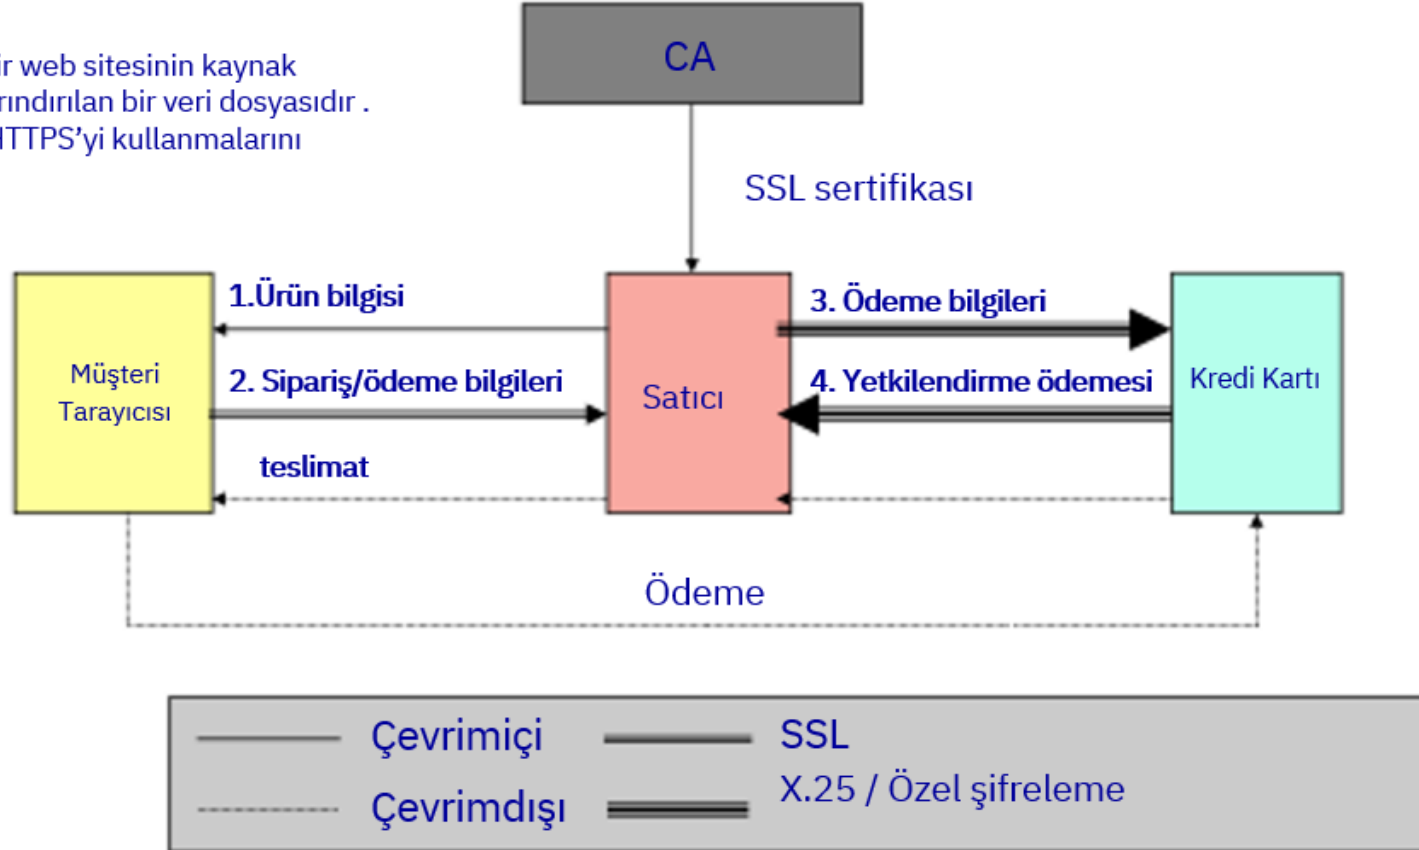 CA
ir web sitesinin kaynak
rındırılan bir veri dosyasıdır .
HTTPS’yi kullanmalarını
SSL sertifikası
1.Ürün bilgisi
3. Ödeme bilgileri
Müşteri
Tarayıcısı
2. Sipariş/ödeme bilgileri
Satıcı
4. Yetkilendirme ödemesi
Kredi Kartı
teslimat
Ödeme
Çevrimiçi
SSL
Çevrimdışı
X.25 / Özel şifreleme